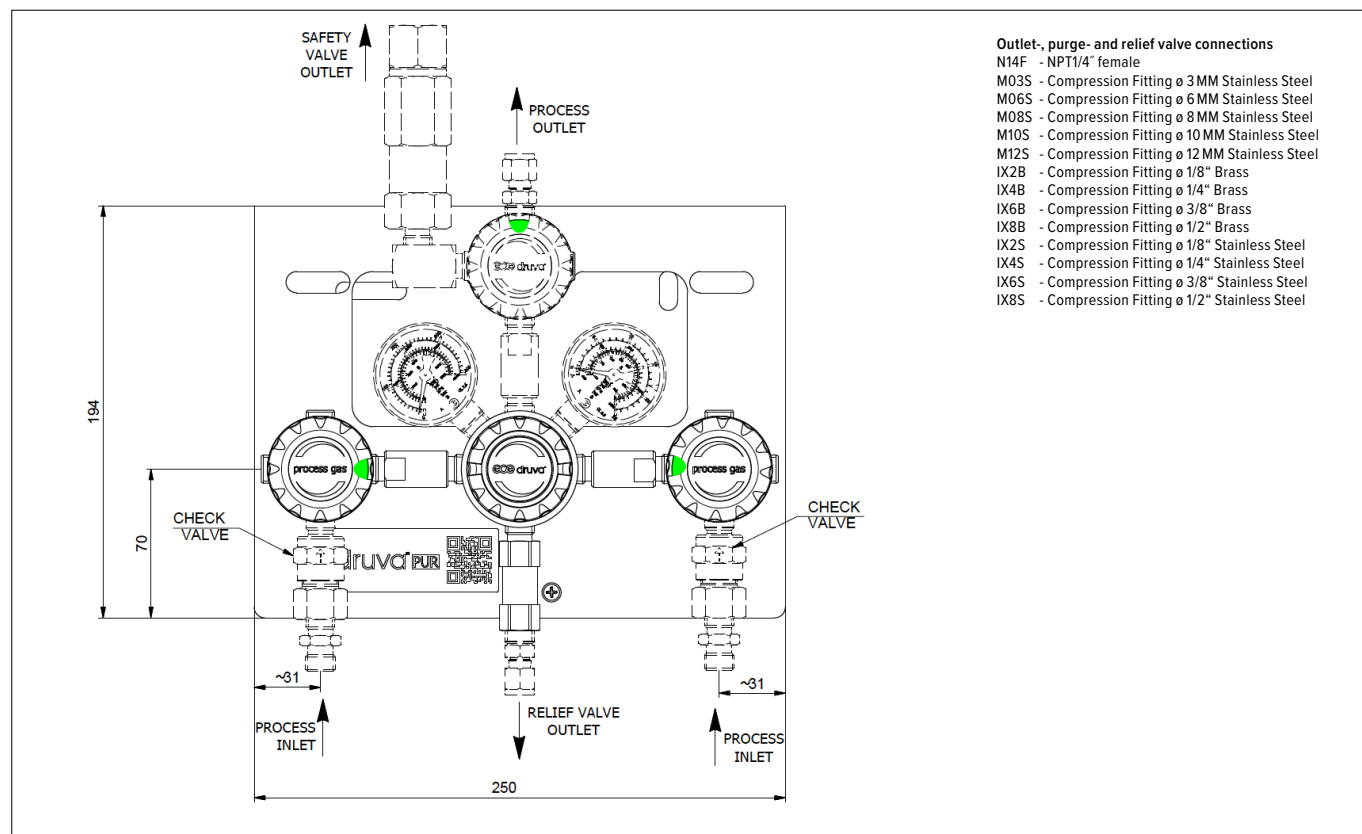 SAFETY
VALVE
OUTLET
PROCESS
OUTLET
194
70
druva
process gas
eoe druva
process gas
CHECK
VALVE
CHECK
VALVE
druva PUR
~31
~31
PROCESS
INLET
RELIEF VALVE
OUTLET
PROCESS
INLET
250
Outlet-, purge- and relief valve connections
N14F - NPT1/4″ female
M03S - Compression Fitting ø 3 MM Stainless Steel
M06S - Compression Fitting ø 6 MM Stainless Steel
M08S - Compression Fitting ø 8 MM Stainless Steel
M10S - Compression Fitting ø 10 MM Stainless Steel
M12S - Compression Fitting ø 12 MM Stainless Steel
IX2B - Compression Fitting ø 1/8“ Brass
IX4B - Compression Fitting ø 1/4“ Brass
IX6B - Compression Fitting ø 3/8“ Brass
IX8B - Compression Fitting ø 1/2“ Brass
IX2S - Compression Fitting ø 1/8“ Stainless Steel
IX4S - Compression Fitting ø 1/4“ Stainless Steel
IX6S - Compression Fitting ø 3/8“ Stainless Steel
IX8S - Compression Fitting ø 1/2“ Stainless Steel